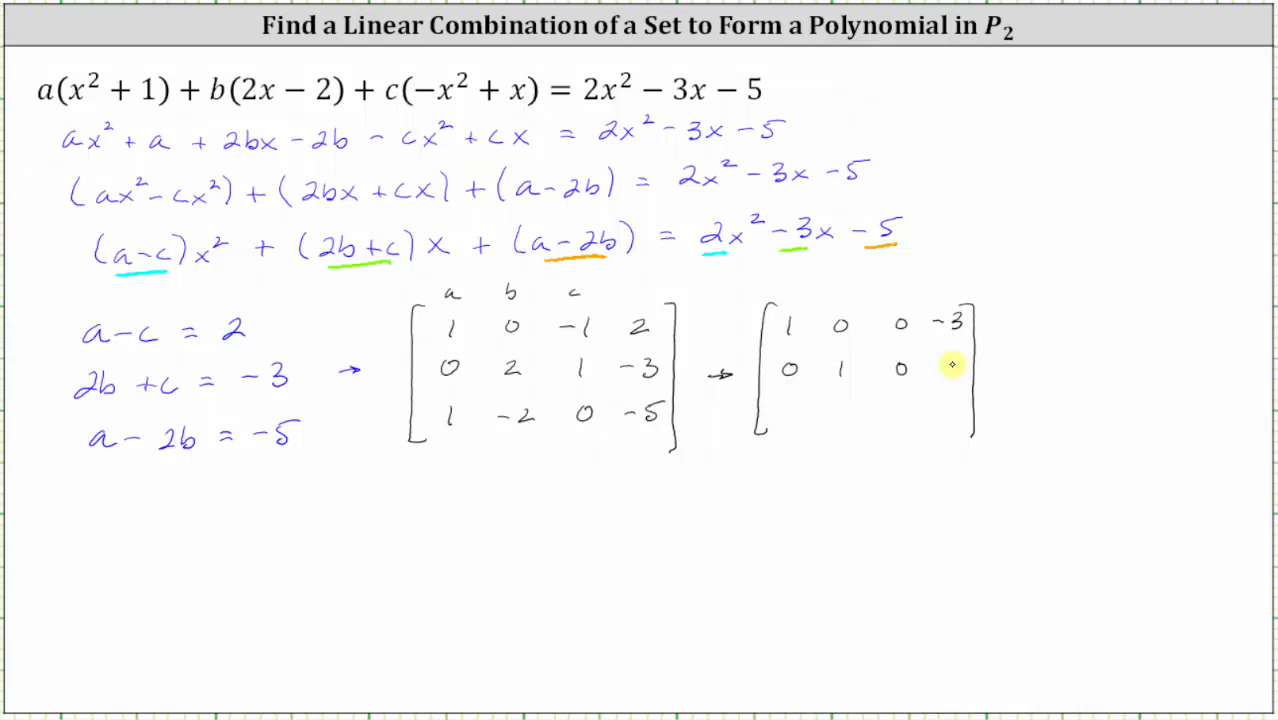 Find a Linear Combination of a Set to Form a Polynomial in P₂
a(x² + 1) + b(2x − 2) + c(−x² + x) = 2x² − 3x − 5
ax² + a + 2bx − 2b − cx² + cx = 2x² − 3x − 5
(ax² − cx²) + (2bx + cx) + (a − 2b) = 2x² − 3x − 5
(a − c)x² + (2b + c)x + (a − 2b) = 2x² − 3x − 5
a b c
a − c = 2 [1 0 −1 2 [1 0 0 −3
2b + c = −3 → 0 2 1 −3 → 0 1 0
a − 2b = −5 1 −2 0 −5] ]